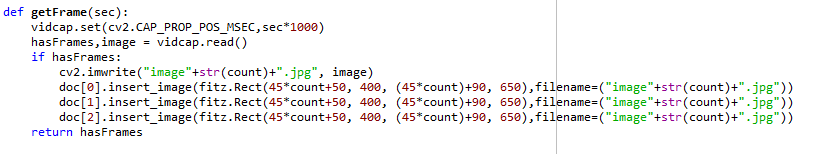 def getFrame(sec):
    vidcap.set(cv2.CAP_PROP_POS_MSEC,sec*1000)
    hasFrames,image = vidcap.read()
    if hasFrames:
        cv2.imwrite("image"+str(count)+".jpg", image)
        doc[0].insert_image(fitz.Rect(45*count+50, 400, (45*count)+90, 650),filename=("image"+str(count)+".jpg"))
        doc[1].insert_image(fitz.Rect(45*count+50, 400, (45*count)+90, 650),filename=("image"+str(count)+".jpg"))
        doc[2].insert_image(fitz.Rect(45*count+50, 400, (45*count)+90, 650),filename=("image"+str(count)+".jpg"))
    return hasFrames